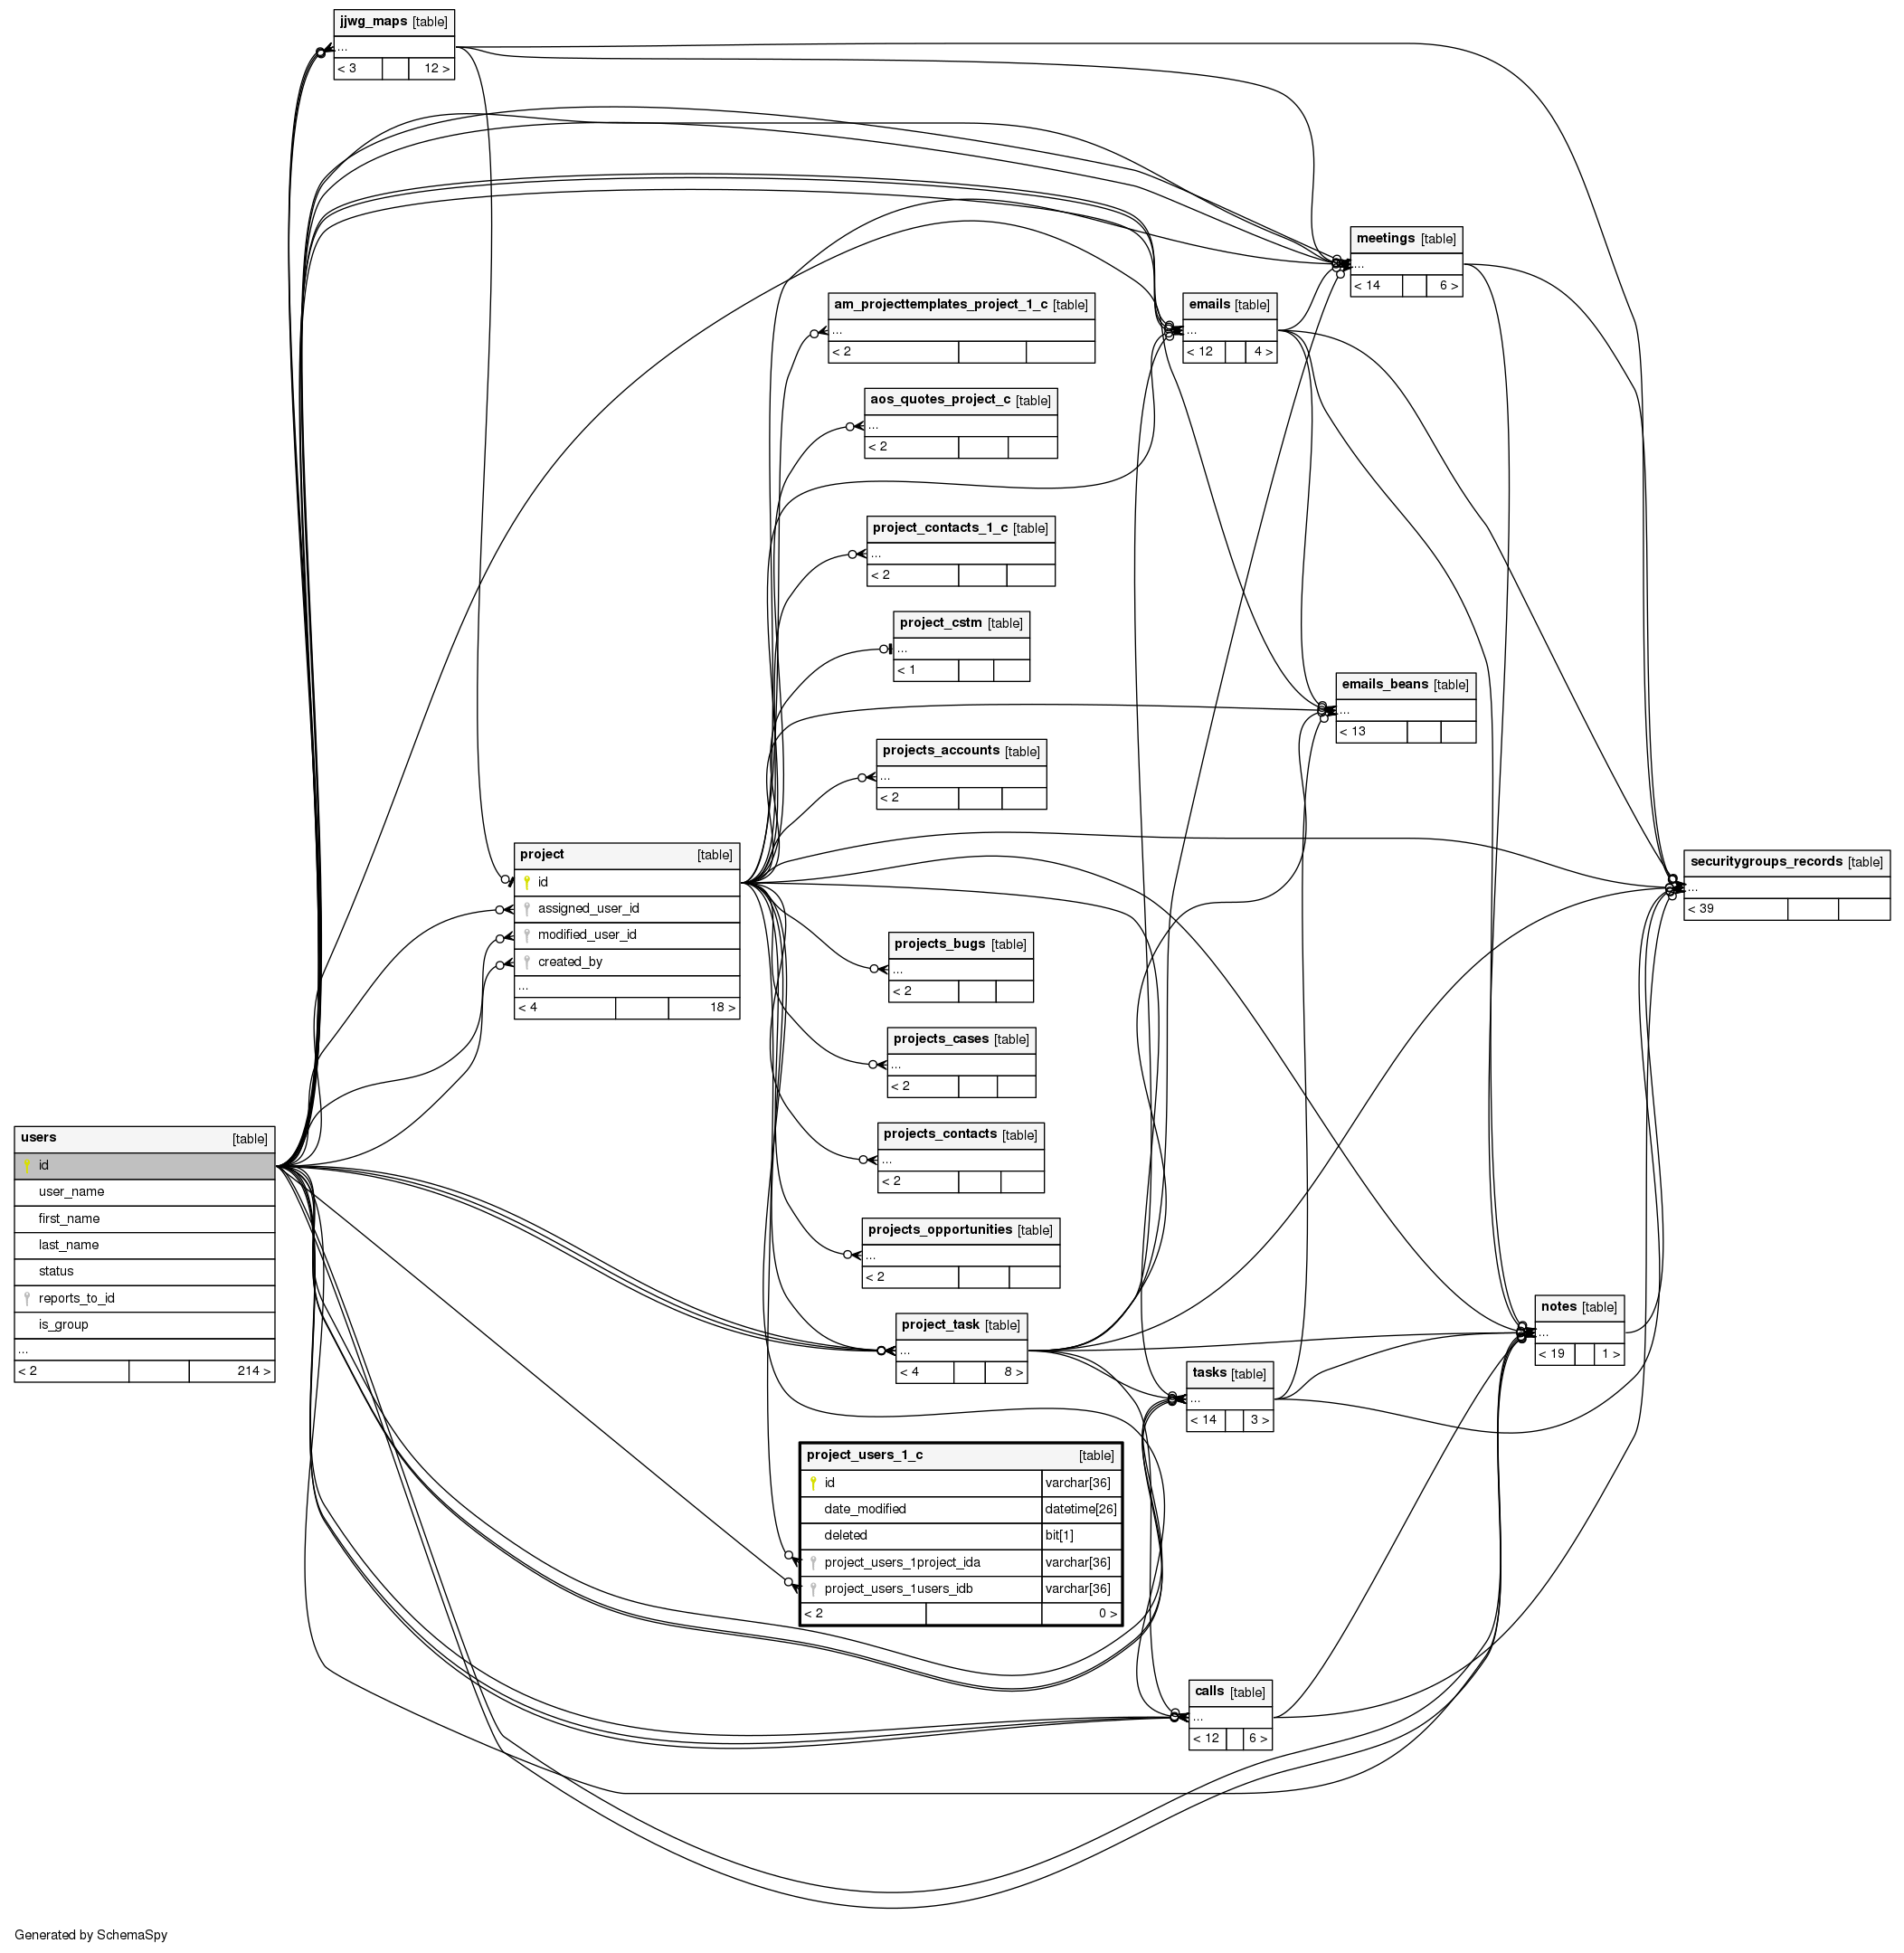 jjwg_maps [table]
...
< 3 12 >
meetings [table]
...
< 14 6 >
am_projecttemplates_project_1_c [table]
...
< 2
emails [table]
...
< 12 4 >
aos_quotes_project_c [table]
...
< 2
project_contacts_1_c [table]
...
< 2
project_cstm [table]
...
< 1
emails_beans [table]
...
< 13
projects_accounts [table]
...
< 2
project [table]
id
assigned_user_id
modified_user_id
created_by
...
< 4 18 >
securitygroups_records [table]
...
< 39
projects_bugs [table]
...
< 2
projects_cases [table]
...
< 2
projects_contacts [table]
...
< 2
users [table]
id
user_name
first_name
last_name
status
reports_to_id
is_group
...
< 2 214 >
projects_opportunities [table]
...
< 2
notes [table]
...
< 19 1 >
project_task [table]
...
< 4 8 >
tasks [table]
...
< 14 3 >
project_users_1_c [table]
id varchar[36]
date_modified datetime[26]
deleted bit[1]
project_users_1project_ida varchar[36]
project_users_1users_idb varchar[36]
< 2 0 >
calls [table]
...
< 12 6 >
Generated by SchemaSpy